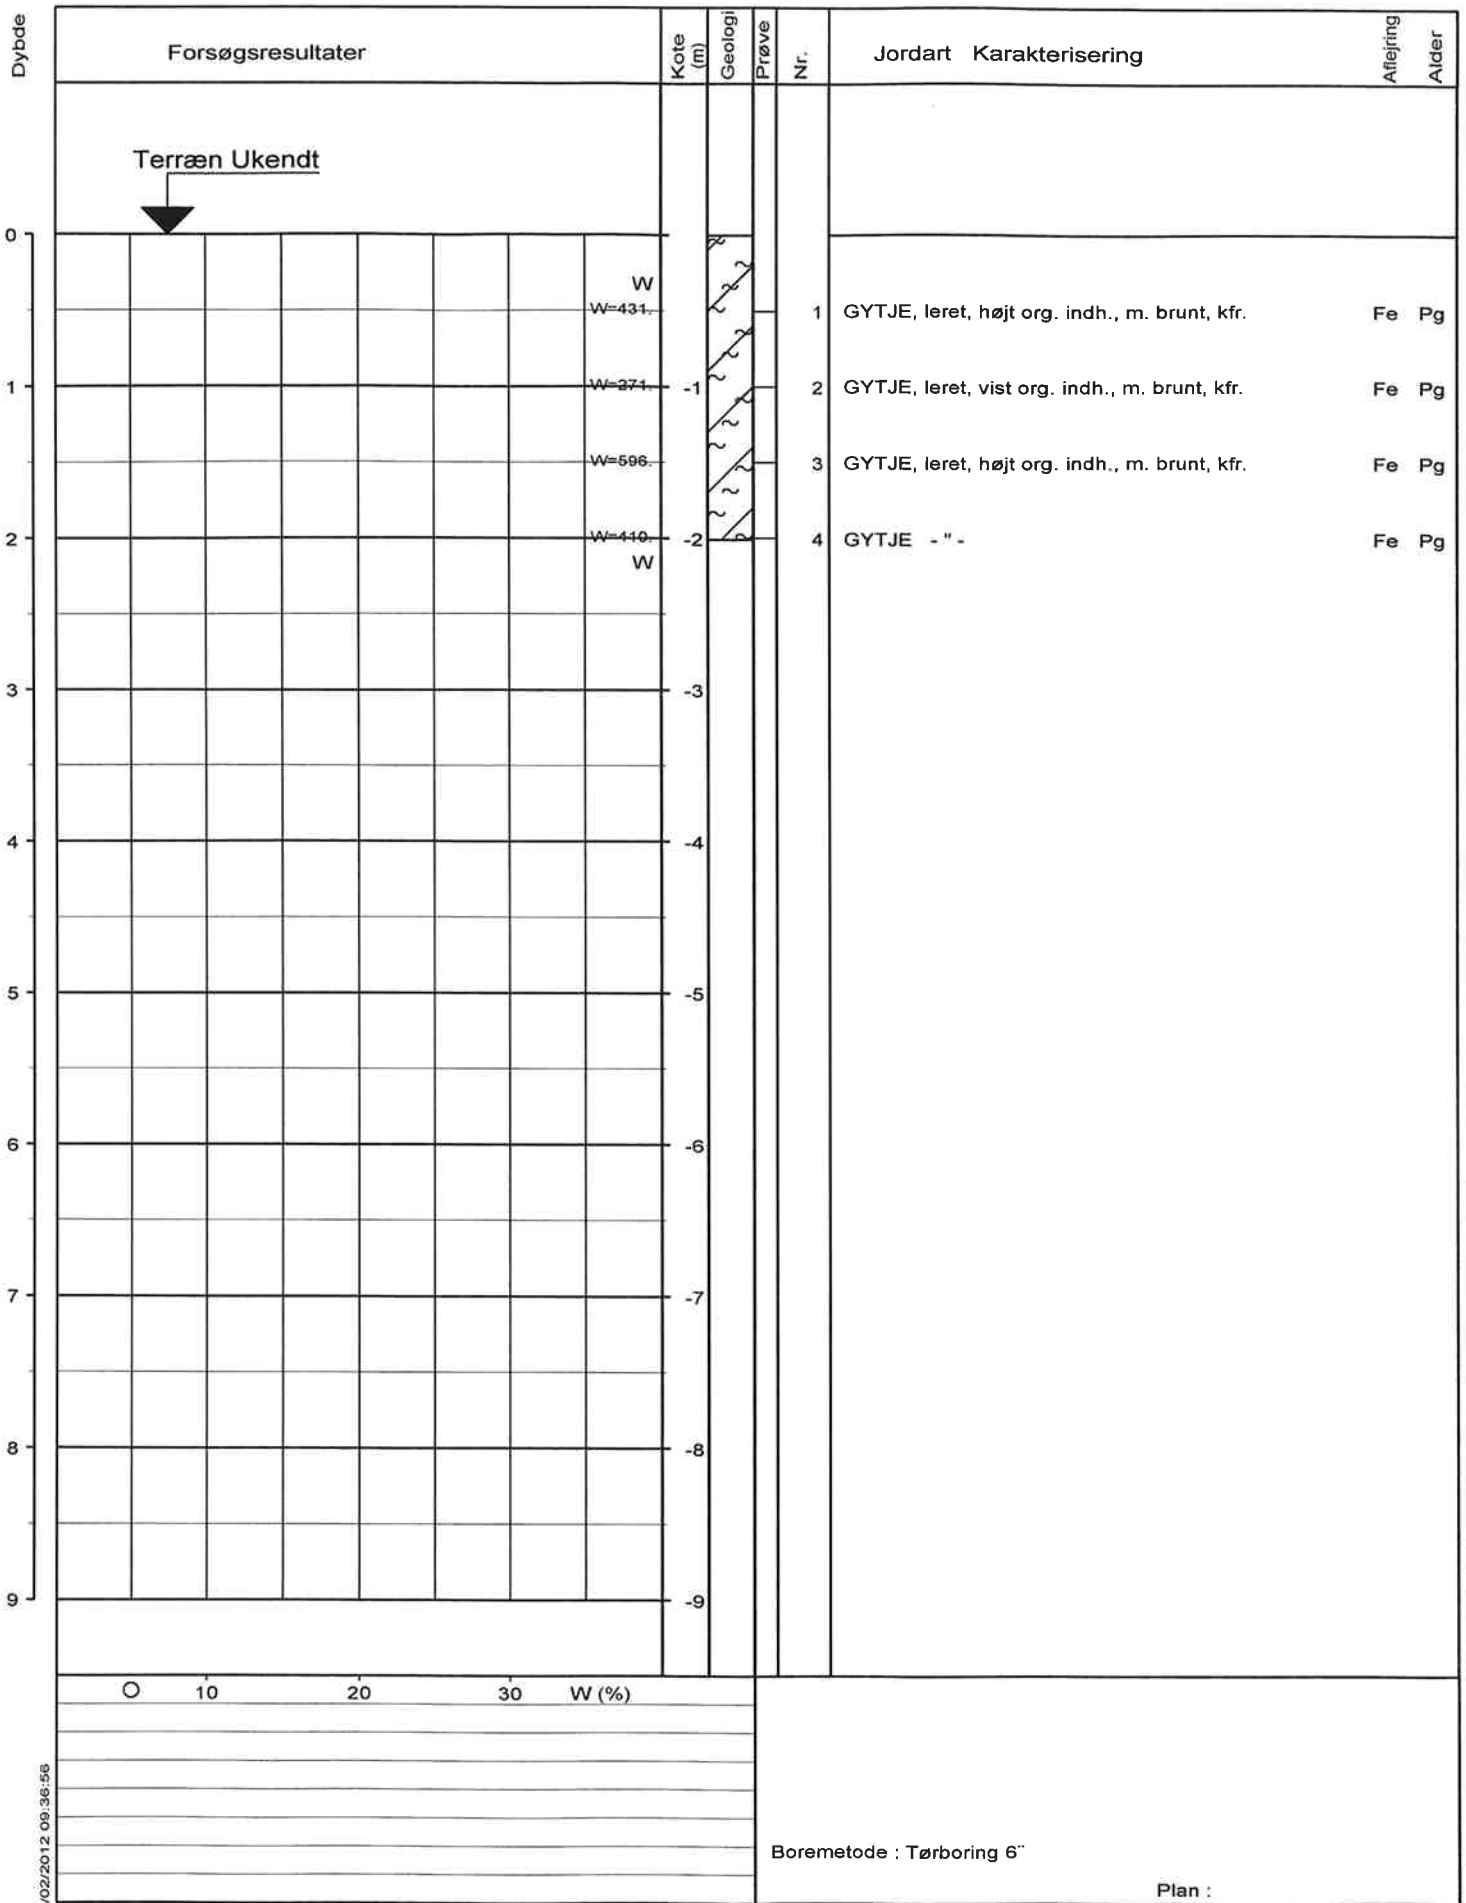 Dybde Forsøgsresultater Kote (m) Geologi Prøve Nr. Jordart Karakterisering Aflejring Alder
Terræn Ukendt
0
W
W=431. 1 GYTJE, leret, højt org. indh., m. brunt, kfr. Fe Pg
1 W=271. -1 2 GYTJE, leret, vist org. indh., m. brunt, kfr. Fe Pg
W=596. 3 GYTJE, leret, højt org. indh., m. brunt, kfr. Fe Pg
2 W=410. -2 4 GYTJE - " - Fe Pg
W
3 -3
4 -4
5 -5
6 -6
7 -7
8 -8
9 -9
10 20 30 W (%)
/02/2012 09:36:56
Boremetode : Tørboring 6¨
Plan :